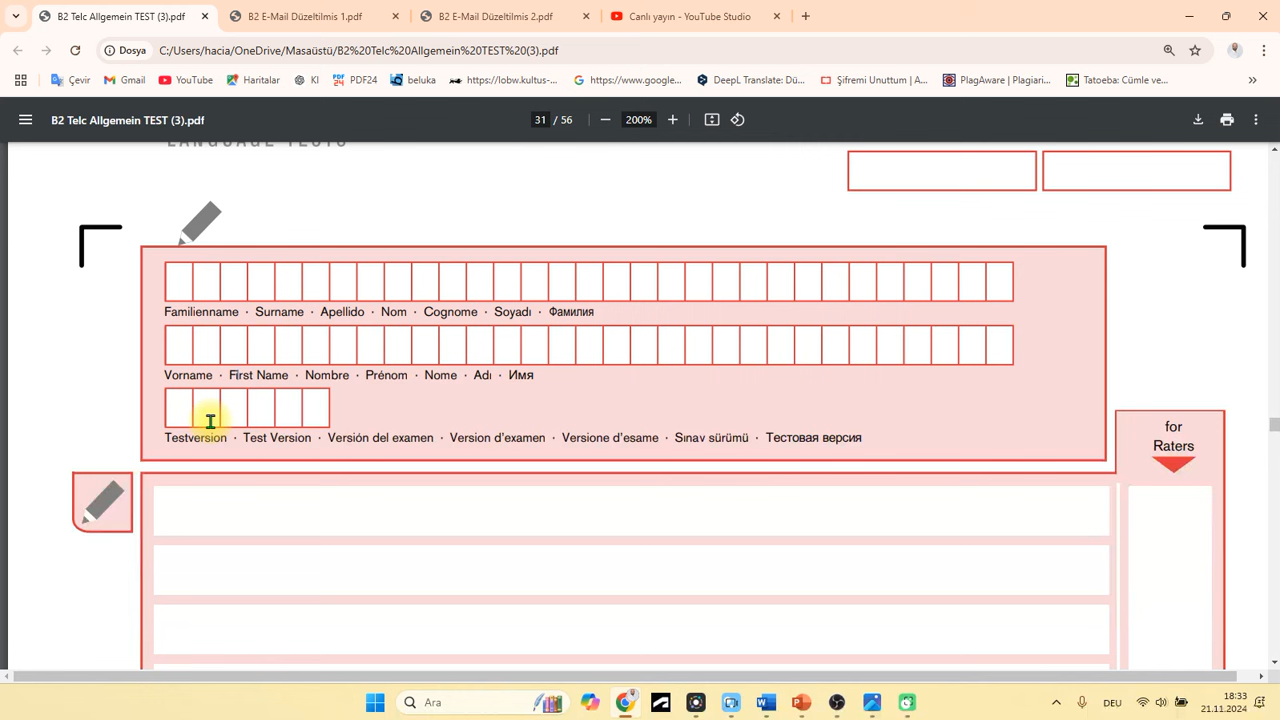 B2 Telc Allgemein TEST (3).pdf
B2 E-Mail Düzeltilmis 1.pdf
B2 E-Mail Düzeltilmis 2.pdf
Canlı yayın - YouTube Studio
Dosya
C:/Users/hacia/OneDrive/Masaüstü/B2%20Telc%20Allgemein%20TEST%20(3).pdf
Çevir
Gmail
YouTube
Haritalar
KI
PDF24
beluka
https://lobw.kultus-...
https://www.google...
DeepL Translate: Dü...
Şifremi Unuttum | A...
PlagAware | Plagiari...
Tatoeba: Cümle ve...
B2 Telc Allgemein TEST (3).pdf
31 / 56
200%
LANGUAGE TESTS
Familienname · Surname · Apellido · Nom · Cognome · Soyadı · Фамилия
Vorname · First Name · Nombre · Prénom · Nome · Adı · Имя
Testversion · Test Version · Versión del examen · Version d'examen · Versione d'esame · Sınav sürümü · Тестовая версия
for
Raters
Ara
DEU
18:33
21.11.2024